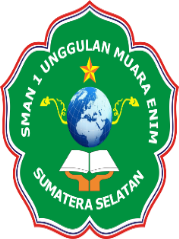 SMAN 1 UNGGULAN MUARA ENIM
SUMATERA SELATAN